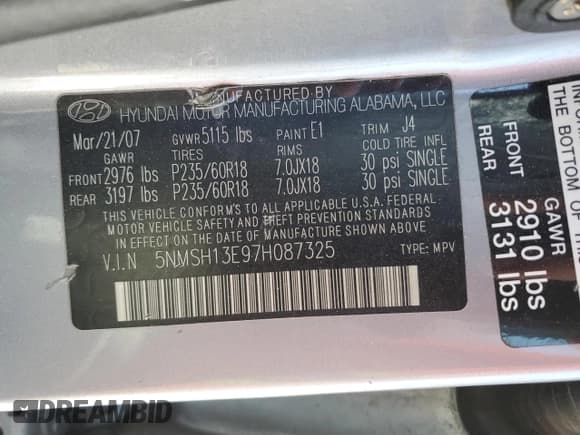 MANUFACTURED BY
HYUNDAI MOTOR MANUFACTURING ALABAMA, LLC
Mar/21/07 GVWR 5115 lbs PAINT E1 TRIM J4
GAWR TIRES RIMS COLD TIRE INFL
FRONT 2976 lbs P235/60R18 7.0JX18 30 psi SINGLE
REAR 3197 lbs P235/60R18 7.0JX18 30 psi SINGLE
THIS VEHICLE CONFORMS TO ALL APPLICABLE U.S.A. FEDERAL
MOTOR VEHICLE SAFETY AND THEFT PREVENTION STANDARDS
IN EFFECT ON THE DATE OF MANUFACTURE SHOWN ABOVE
V.I.N 5NMSH13E97H087325 TYPE: MPV
THE BOTTOM OF
GAWR
FRONT 2910 lbs
REAR 3131 lbs
DREAMBID